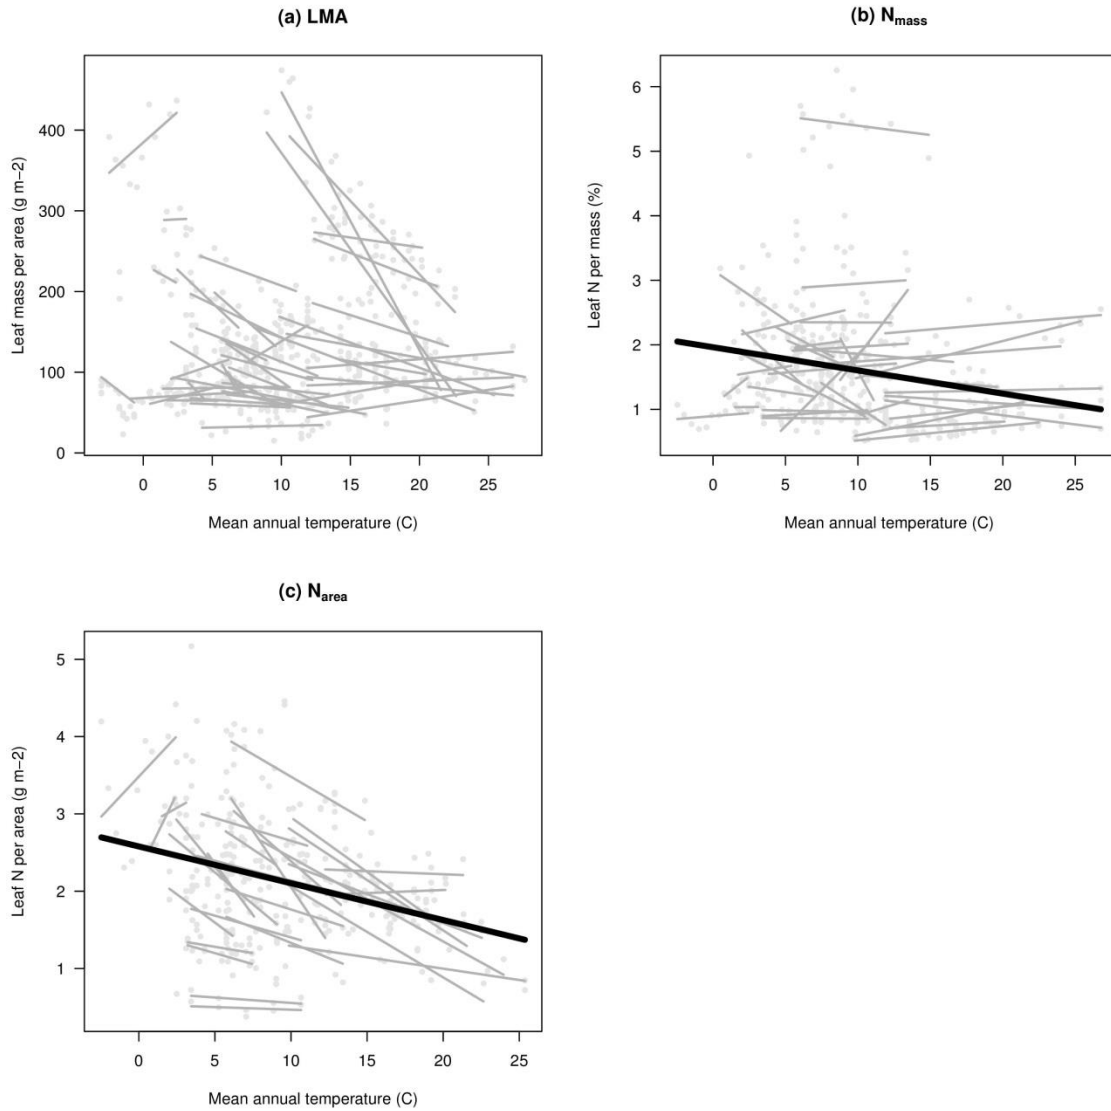 (a) LMA
Leaf mass per area (g m−2)
400
300
200
100
0
0 5 10 15 20 25
Mean annual temperature (C)
(b) Nmass
Leaf N per mass (%)
6
5
4
3
2
1
0 5 10 15 20 25
Mean annual temperature (C)
(c) Narea
Leaf N per area (g m−2)
5
4
3
2
1
0 5 10 15 20 25
Mean annual temperature (C)